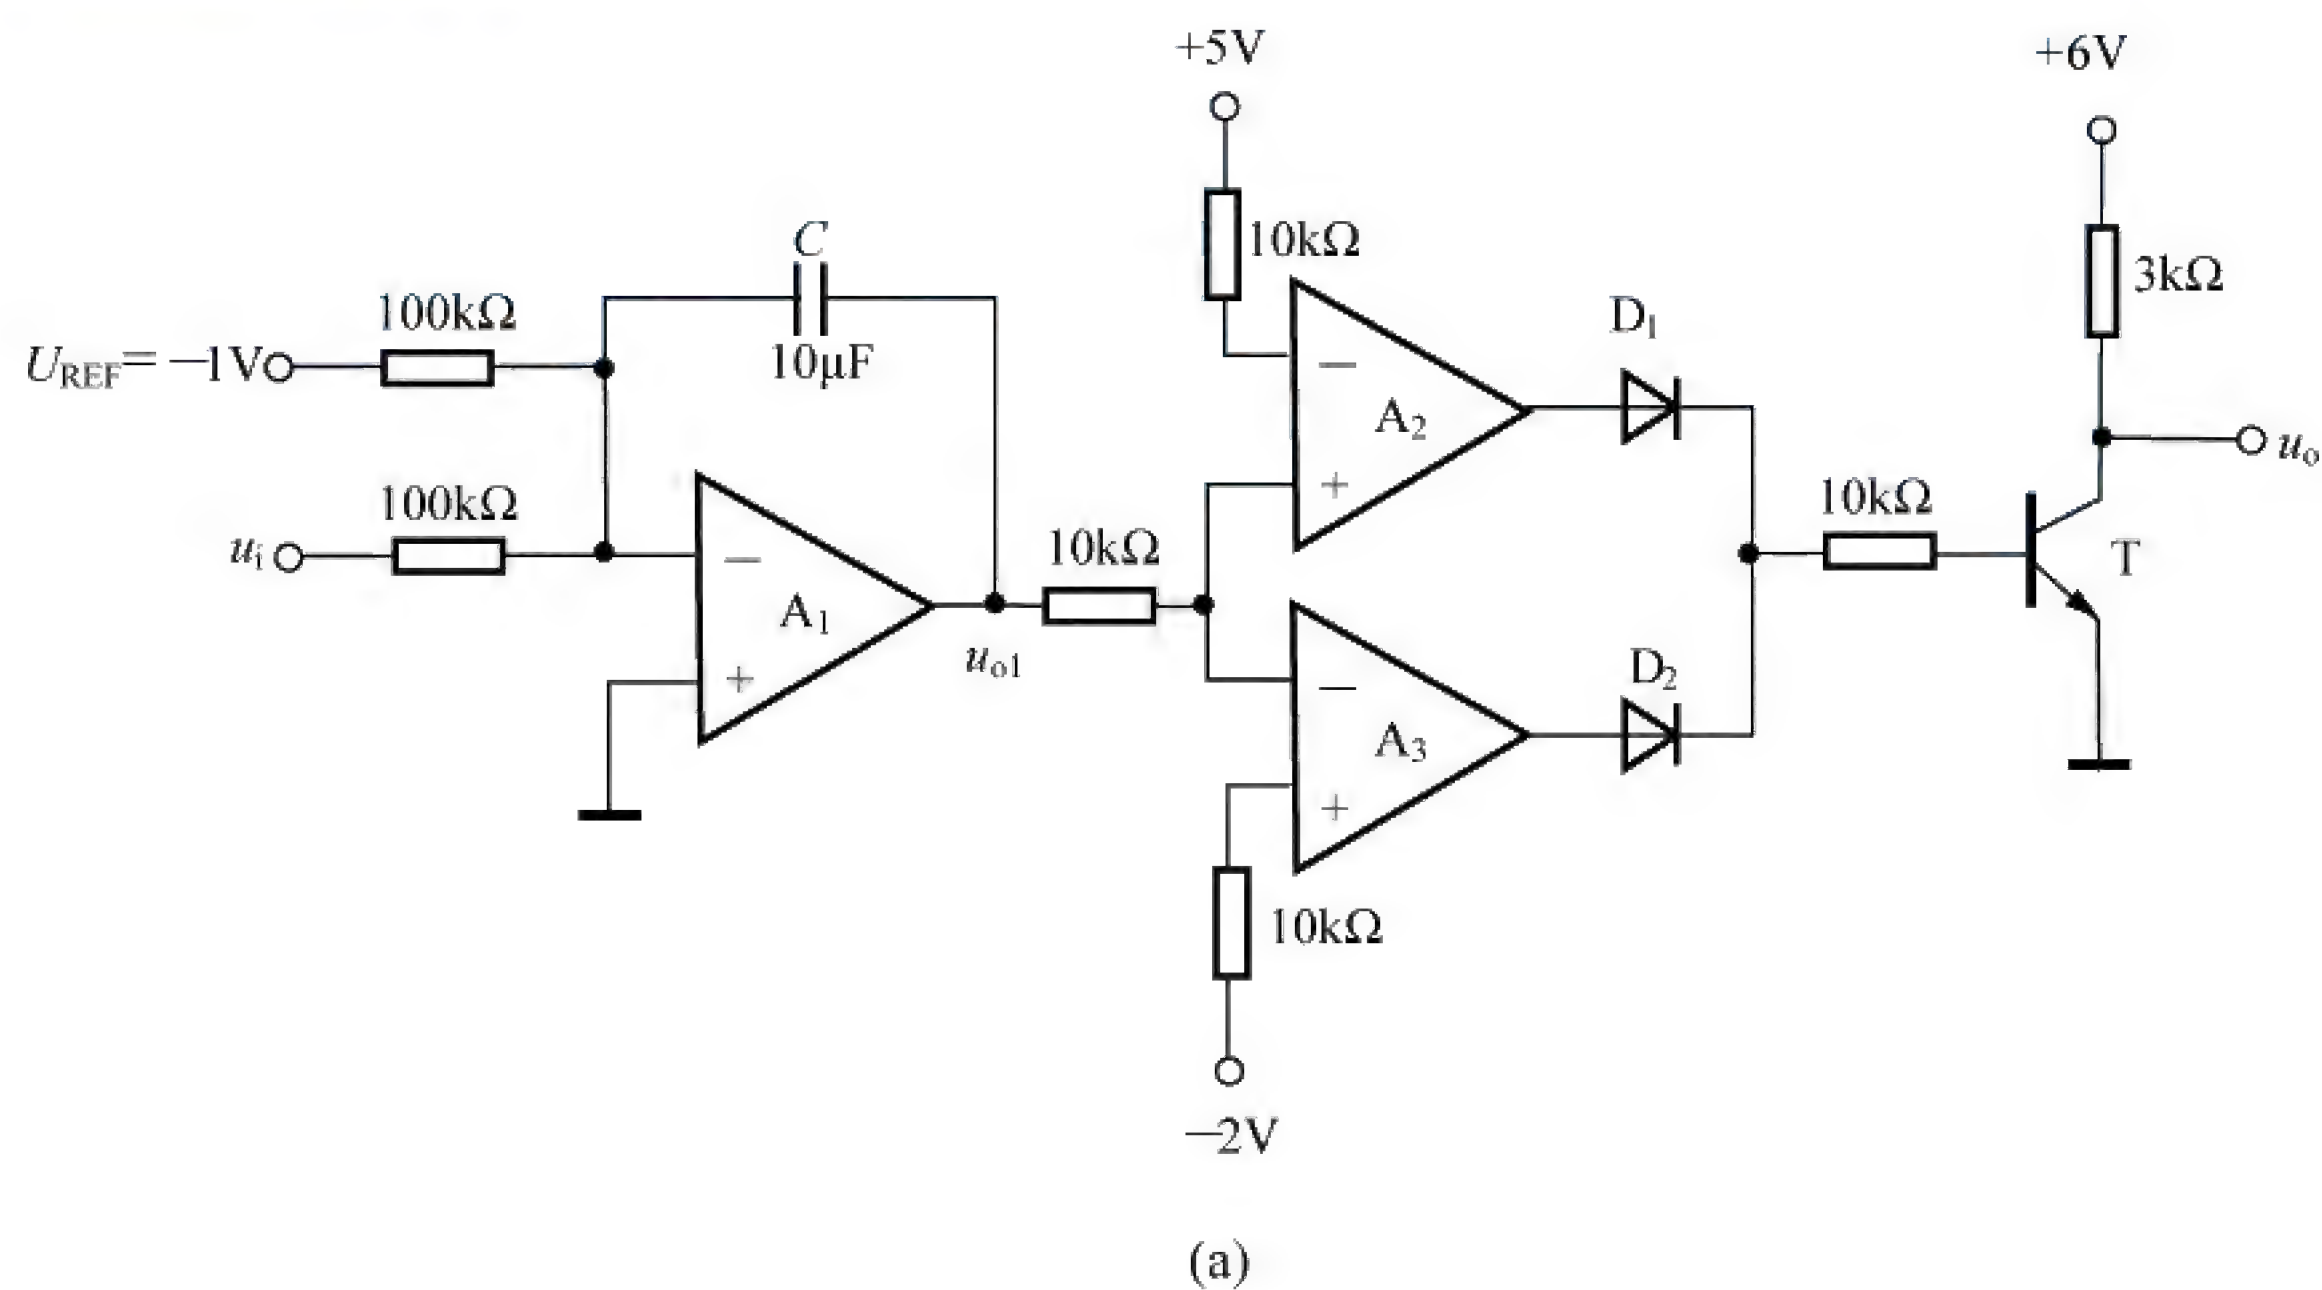 +5V
+6V
10kΩ
C
3kΩ
100kΩ
D₁
U_REF=−1V
10μF
−
A₂
+
u_o
100kΩ
10kΩ
u_i
−
10kΩ
T
A₁
u_o1
+
−
D₂
A₃
+
10kΩ
−2V
(a)